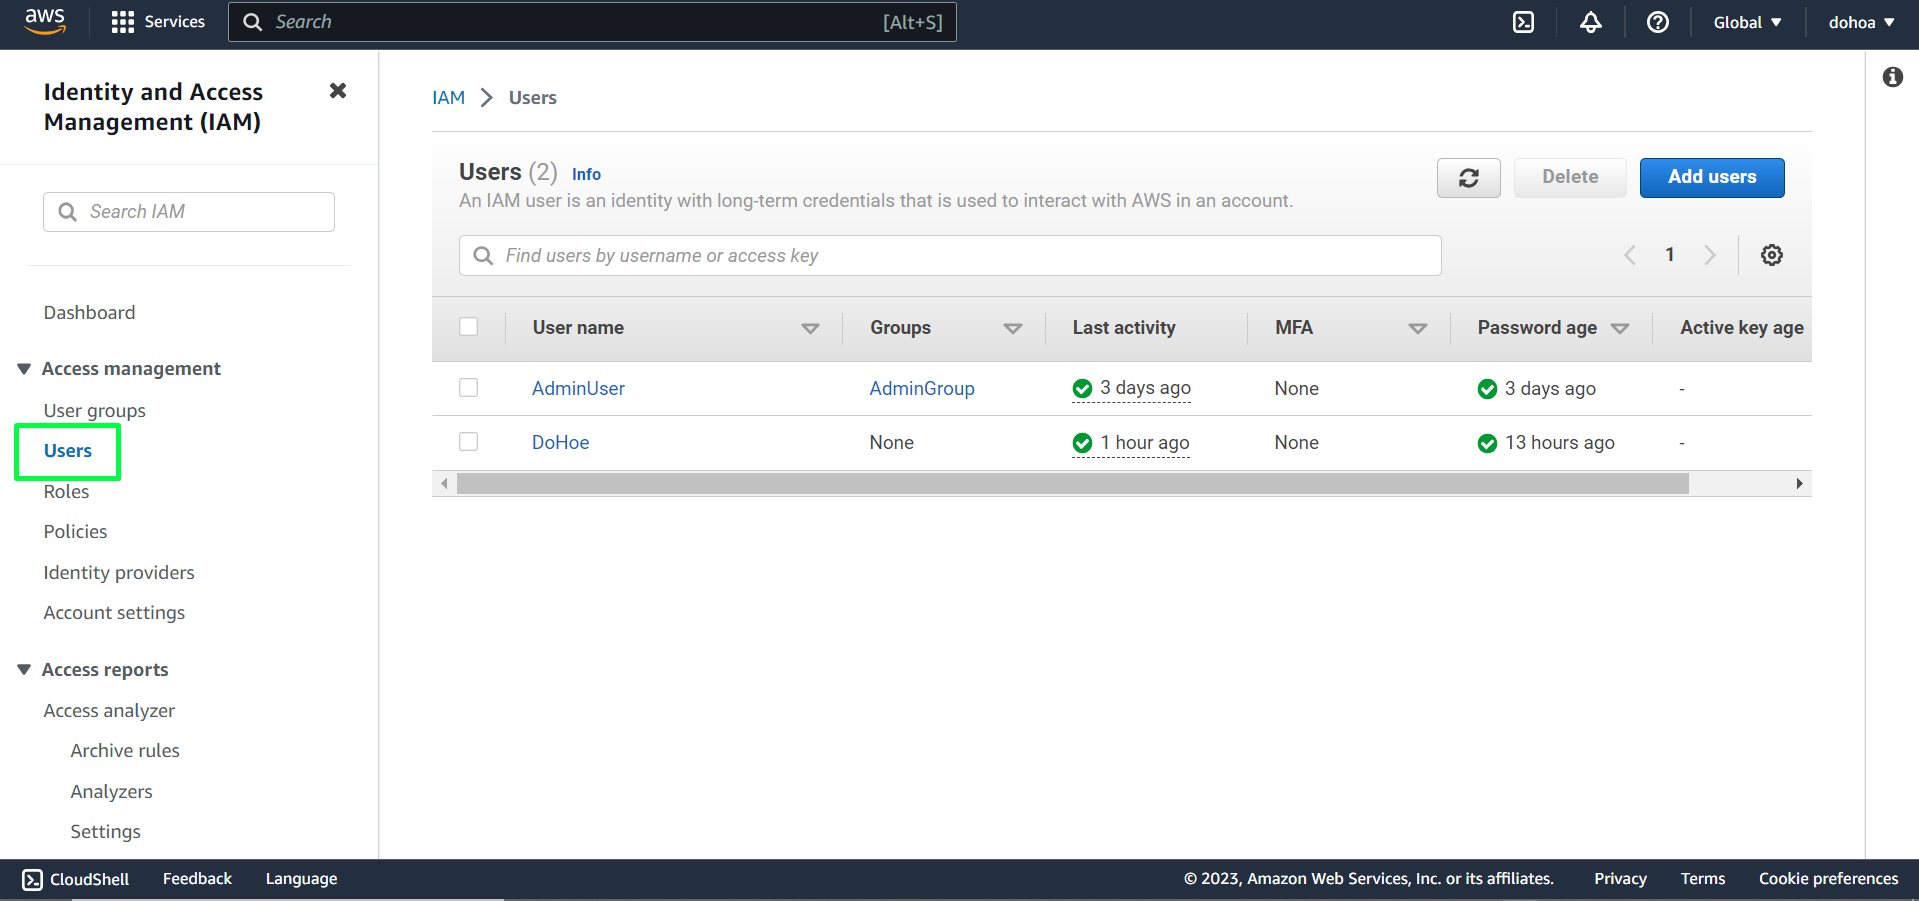 aws Services Search [Alt+S] Global dohoa
Identity and Access
Management (IAM)
Search IAM
Dashboard
Access management
User groups
Users
Roles
Policies
Identity providers
Account settings
Access reports
Access analyzer
Archive rules
Analyzers
Settings
IAM Users
Users (2) Info
An IAM user is an identity with long-term credentials that is used to interact with AWS in an account.
Delete Add users
Find users by username or access key
1
User name Groups Last activity MFA Password age Active key age
AdminUser AdminGroup 3 days ago None 3 days ago -
DoHoe None 1 hour ago None 13 hours ago -
CloudShell Feedback Language © 2023, Amazon Web Services, Inc. or its affiliates. Privacy Terms Cookie preferences